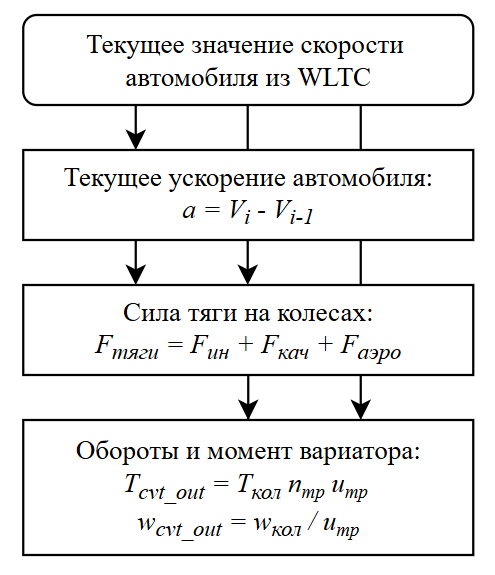 Текущее значение скорости
автомобиля из WLTC
Текущее ускорение автомобиля:
a = Vi - Vi-1
Сила тяги на колесах:
Fтяги = Fин + Fкач + Fаэро
Обороты и момент вариатора:
Tcvt_out = Tкол nтр uтр
wcvt_out = wкол / uтр